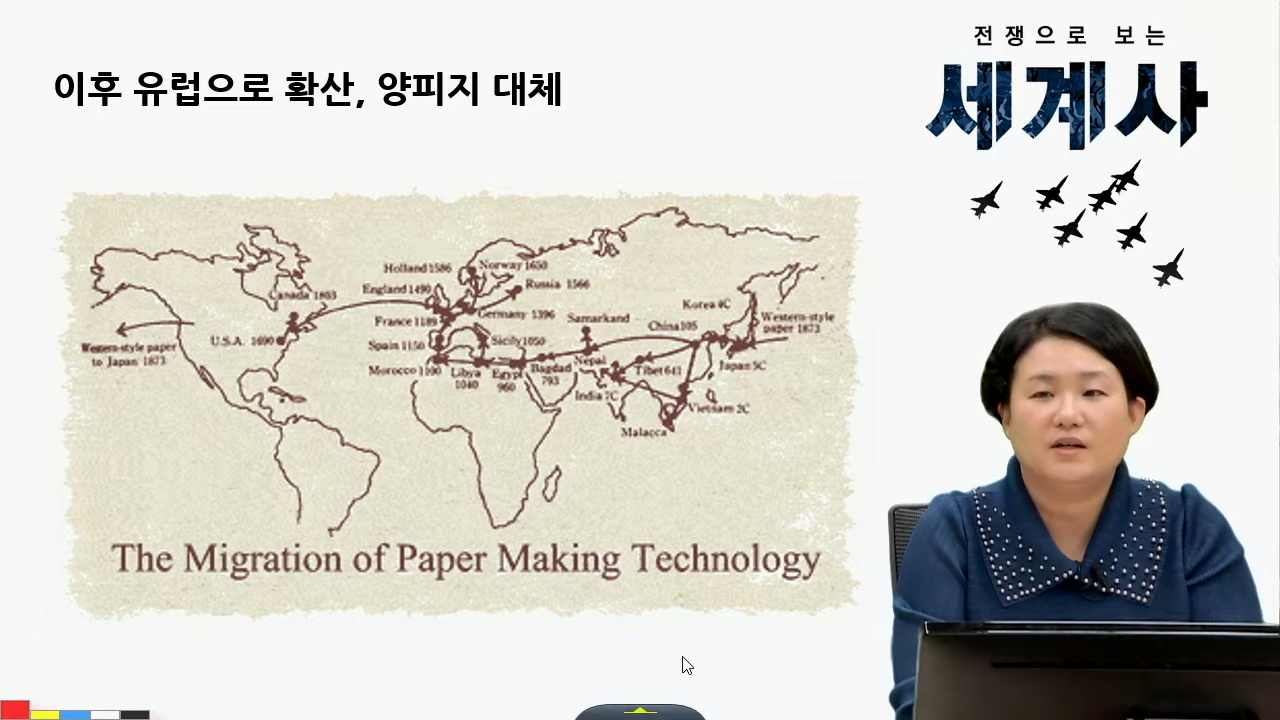 전쟁으로 보는
세계사
이후 유럽으로 확산, 양피지 대체
Holland 1586
Norway 1650
England 1490
Russia 1566
Canada 1803
Germany 1396
Samarkand
Korea 4C
France 1189
China 105
Western-style
paper 1873
Western-style paper
to Japan 1873
U.S.A. 1690
Spain 1150
Sicily 1050
Morocco 1100
Libya
1040
Egypt
960
Bagdad
793
Nepal
Tibet 641
Japan 5C
India 7C
Vietnam 2C
Malacca
The Migration of Paper Making Technology